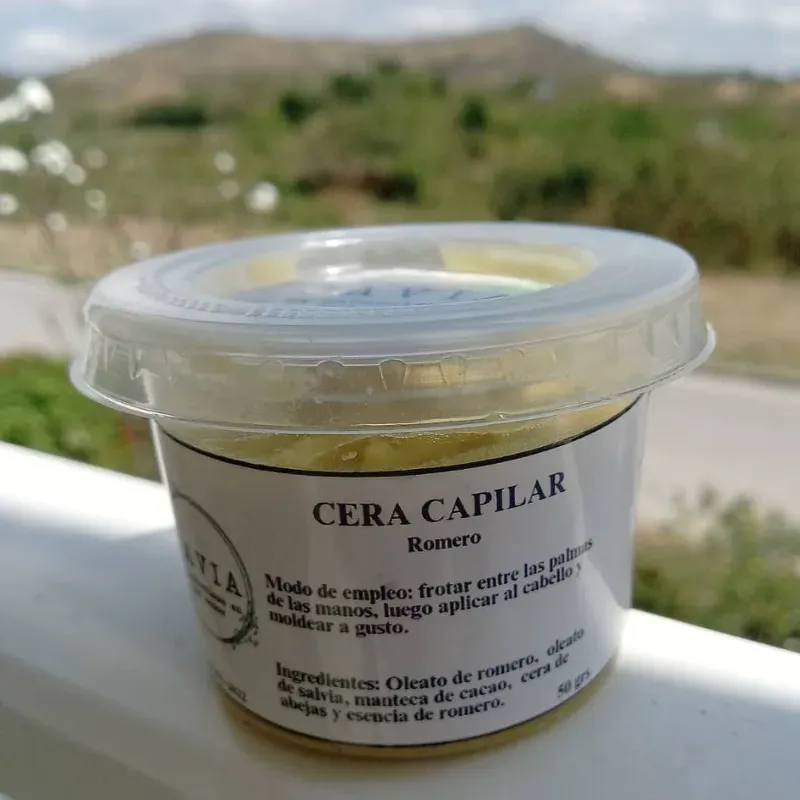 CERA CAPILAR
Romero
Modo de empleo: frotar entre las palmas
de las manos, luego aplicar al cabello y
moldear a gusto.
Ingredientes: Oleato de romero, oleato
de salvia, manteca de cacao, cera de
abejas y esencia de romero.
50 grs.
AVIA